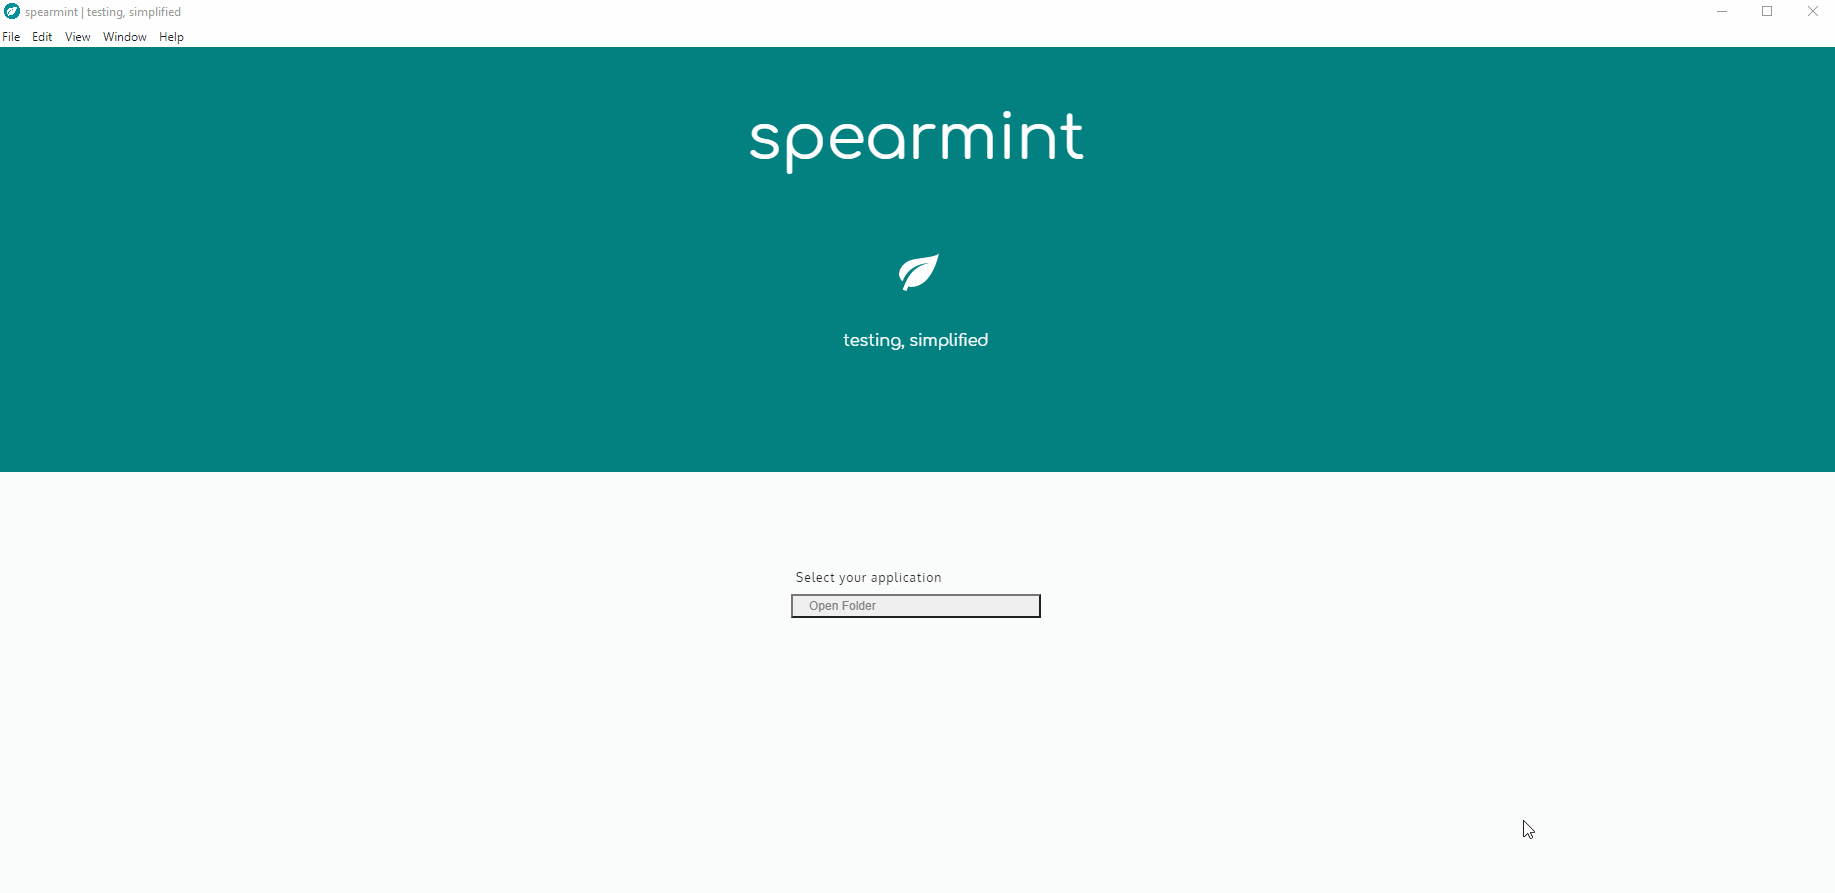 spearmint | testing, simplified
File Edit View Window Help
spearmint
testing, simplified
Select your application
Open Folder